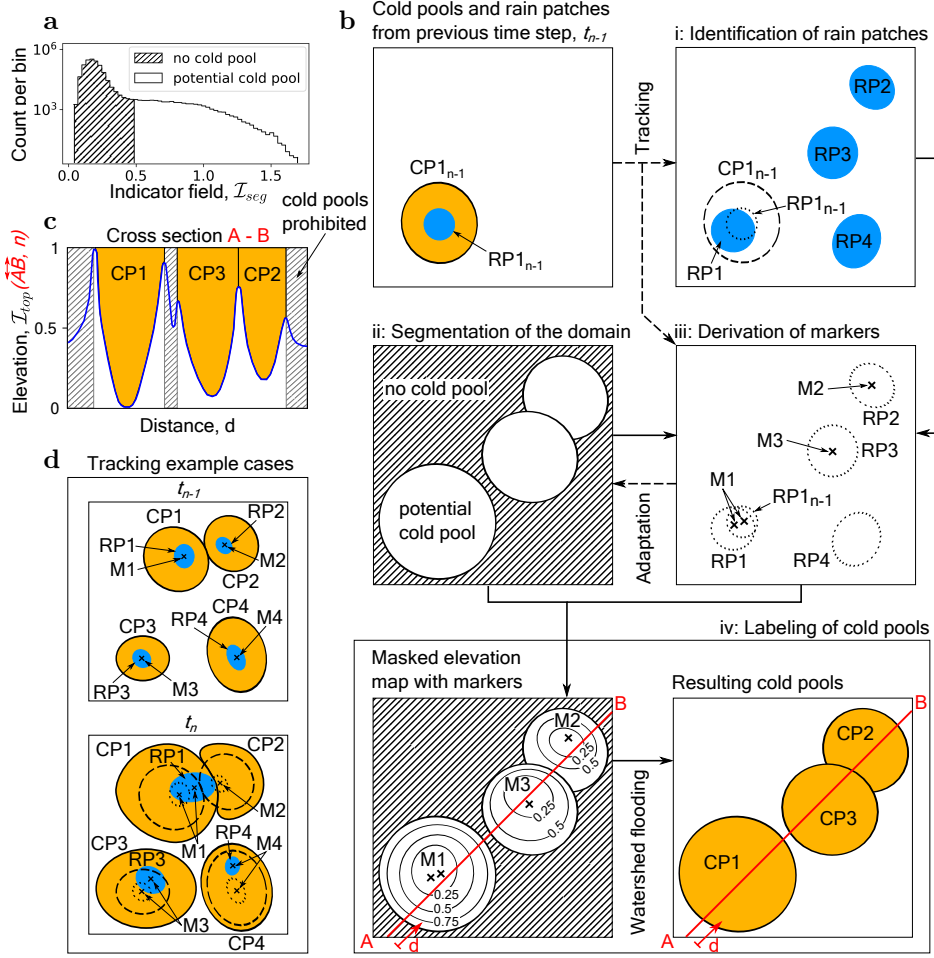 a
10^6
10^3
Count per bin
no cold pool
potential cold pool
0.0 0.5 1.0 1.5
Indicator field, I_seg
b
Cold pools and rain patches
from previous time step, t_{n-1}
CP1_{n-1}
RP1_{n-1}
Tracking
i: Identification of rain patches
RP2
RP3
CP1_{n-1}
RP1_{n-1}
RP4
RP1
c
Cross section A - B
cold pools
prohibited
Elevation, I_top(AB, n)
1
0.5
0
CP1
CP3
CP2
Distance, d
ii: Segmentation of the domain
no cold pool
potential
cold pool
Adaptation
iii: Derivation of markers
M2
RP2
M3
RP3
M1
RP1_{n-1}
RP1
RP4
d
Tracking example cases
t_{n-1}
CP1
RP2
RP1
M1
M2
CP2
CP3
CP4
RP4
M4
RP3
M3
t_n
CP1
RP1
CP2
M2
CP3
RP3
M1
RP4
M4
M3
CP4
iv: Labeling of cold pools
Masked elevation
map with markers
B
M2
0.25
0.5
M3
0.25
0.5
M1
0.25
0.5
0.75
A
d
Watershed flooding
Resulting cold pools
B
CP2
CP3
CP1
A
d